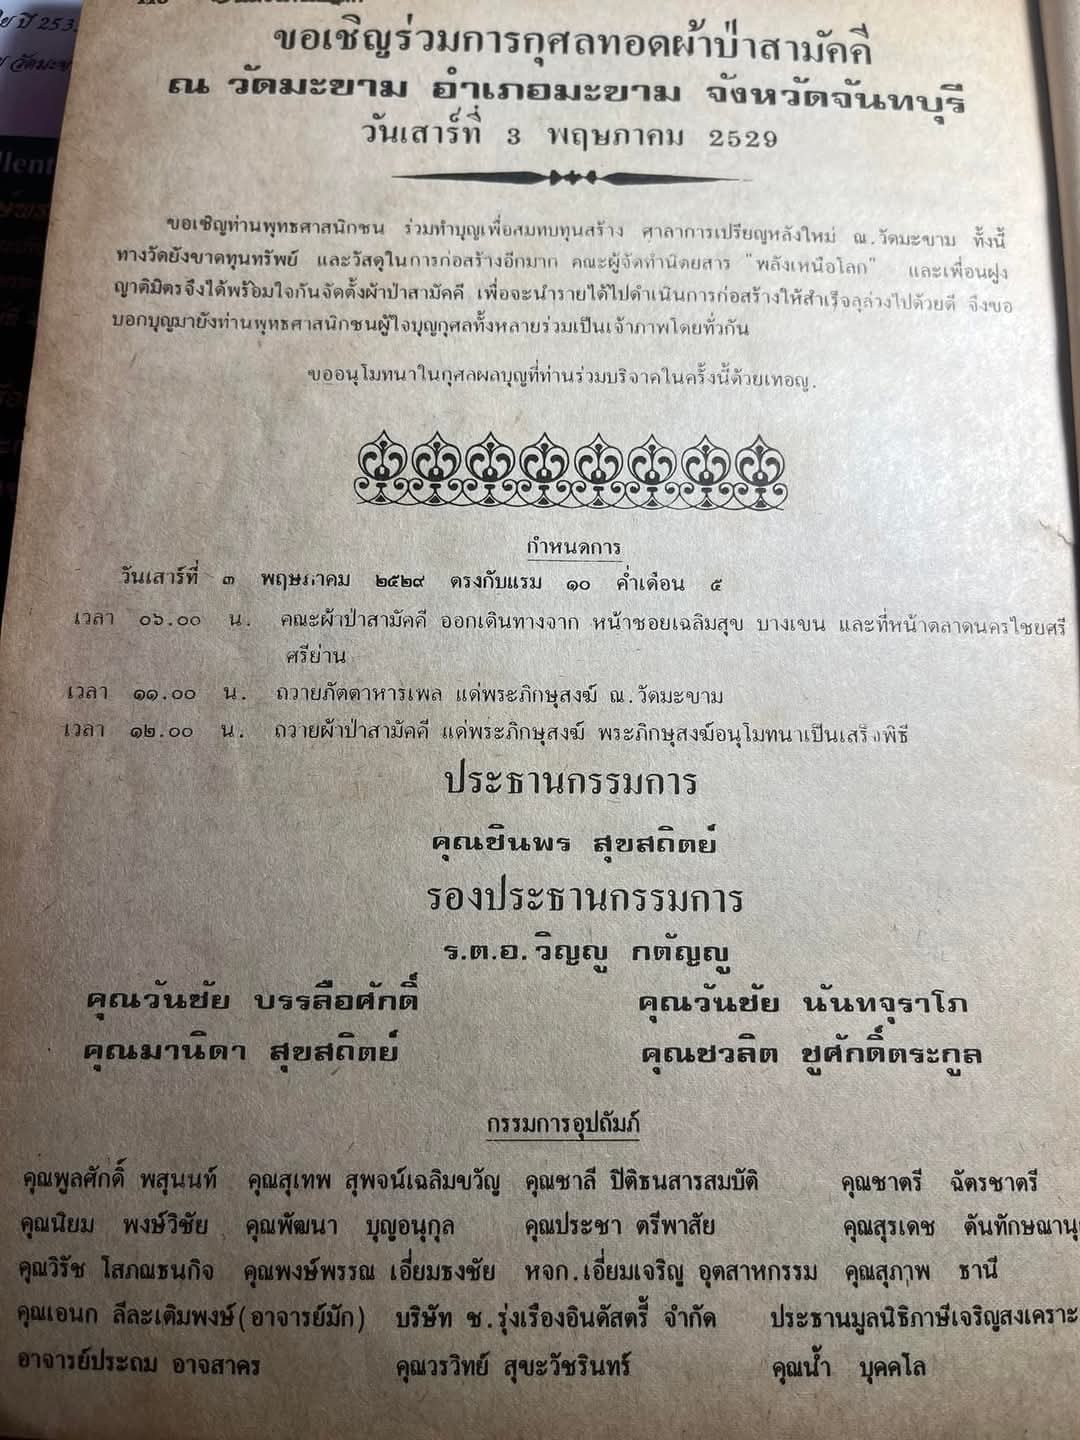 ขอเชิญร่วมการกุศลทอดผ้าป่าสามัคคี
ณ วัดมะขาม อำเภอมะขาม จังหวัดจันทบุรี
วันเสาร์ที่ 3 พฤษภาคม 2529
ขอเชิญท่านพุทธศาสนิกชน ร่วมทำบุญเพื่อสมทบทุนสร้าง ศาลาการเปรียญหลังใหม่ ณ.วัดมะขาม ทั้งนี้
ทางวัดยังขาดทุนทรัพย์ และวัสดุในการก่อสร้างอีกมาก คณะผู้จัดทำนิตยสาร "พลังเหนือโลก" และเพื่อนฝูง
ญาติมิตรจึงได้พร้อมใจกันจัดตั้งผ้าป่าสามัคคี เพื่อจะนำรายได้ไปดำเนินการก่อสร้างให้สำเร็จลุล่วงไปด้วยดี จึงขอ
บอกบุญมายังท่านพุทธศาสนิกชนผู้ใจบุญกุศลทั้งหลายร่วมเป็นเจ้าภาพโดยทั่วกัน
ขออนุโมทนาในกุศลผลบุญที่ท่านร่วมบริจาคในครั้งนี้ด้วยเทอญ.
กำหนดการ
วันเสาร์ที่ ๓ พฤษภาคม ๒๕๒๙ ตรงกับแรม ๑๐ ค่ำเดือน ๕
เวลา ๐๖.๐๐ น. คณะผ้าป่าสามัคคี ออกเดินทางจาก หน้าซอยเฉลิมสุข บางเขน และที่หน้าตลาดนครไชยศรี
ศรีย่าน
เวลา ๑๑.๐๐ น. ถวายภัตตาหารเพล แด่พระภิกษุสงฆ์ ณ.วัดมะขาม
เวลา ๑๒.๐๐ น. ถวายผ้าป่าสามัคคี แด่พระภิกษุสงฆ์ พระภิกษุสงฆ์อนุโมทนาเป็นเสร็จพิธี
ประธานกรรมการ
คุณชินพร สุขสถิตย์
รองประธานกรรมการ
ร.ต.อ.วิญญู กตัญญู
คุณวันชัย บรรลือศักดิ์ คุณวันชัย นันทจุราโภ
คุณมานิดา สุขสถิตย์ คุณชวลิต ชูศักดิ์ตระกูล
กรรมการอุปถัมภ์
คุณพูลศักดิ์ พสุนนท์ คุณสุเทพ สุพจน์เฉลิมขวัญ คุณชาลี ปิติธนสารสมบัติ คุณชาตรี ฉัตรชาตรี
คุณนิยม พงษ์วิชัย คุณพัฒนา บุญอนุกุล คุณประชา ตรีพาสัย คุณสุรเดช
คุณวิรัช โสภณธนกิจ คุณพงษ์พรรณ เอี่ยมธงชัย หจก.เอี่ยมเจริญ อุตสาหกรรม คุณสุภาพ ธานี
คุณเอนก ลีละเติมพงษ์(อาจารย์มัก) บริษัท ช.รุ่งเรืองอินดัสตรี้ จำกัด ประธานมูลนิธิภาษีเจริญสงเคราะ
อาจารย์ประถม อาจสาคร คุณวรวิทย์ สุขะวัชรินทร์ คุณน้ำ บุคคโล